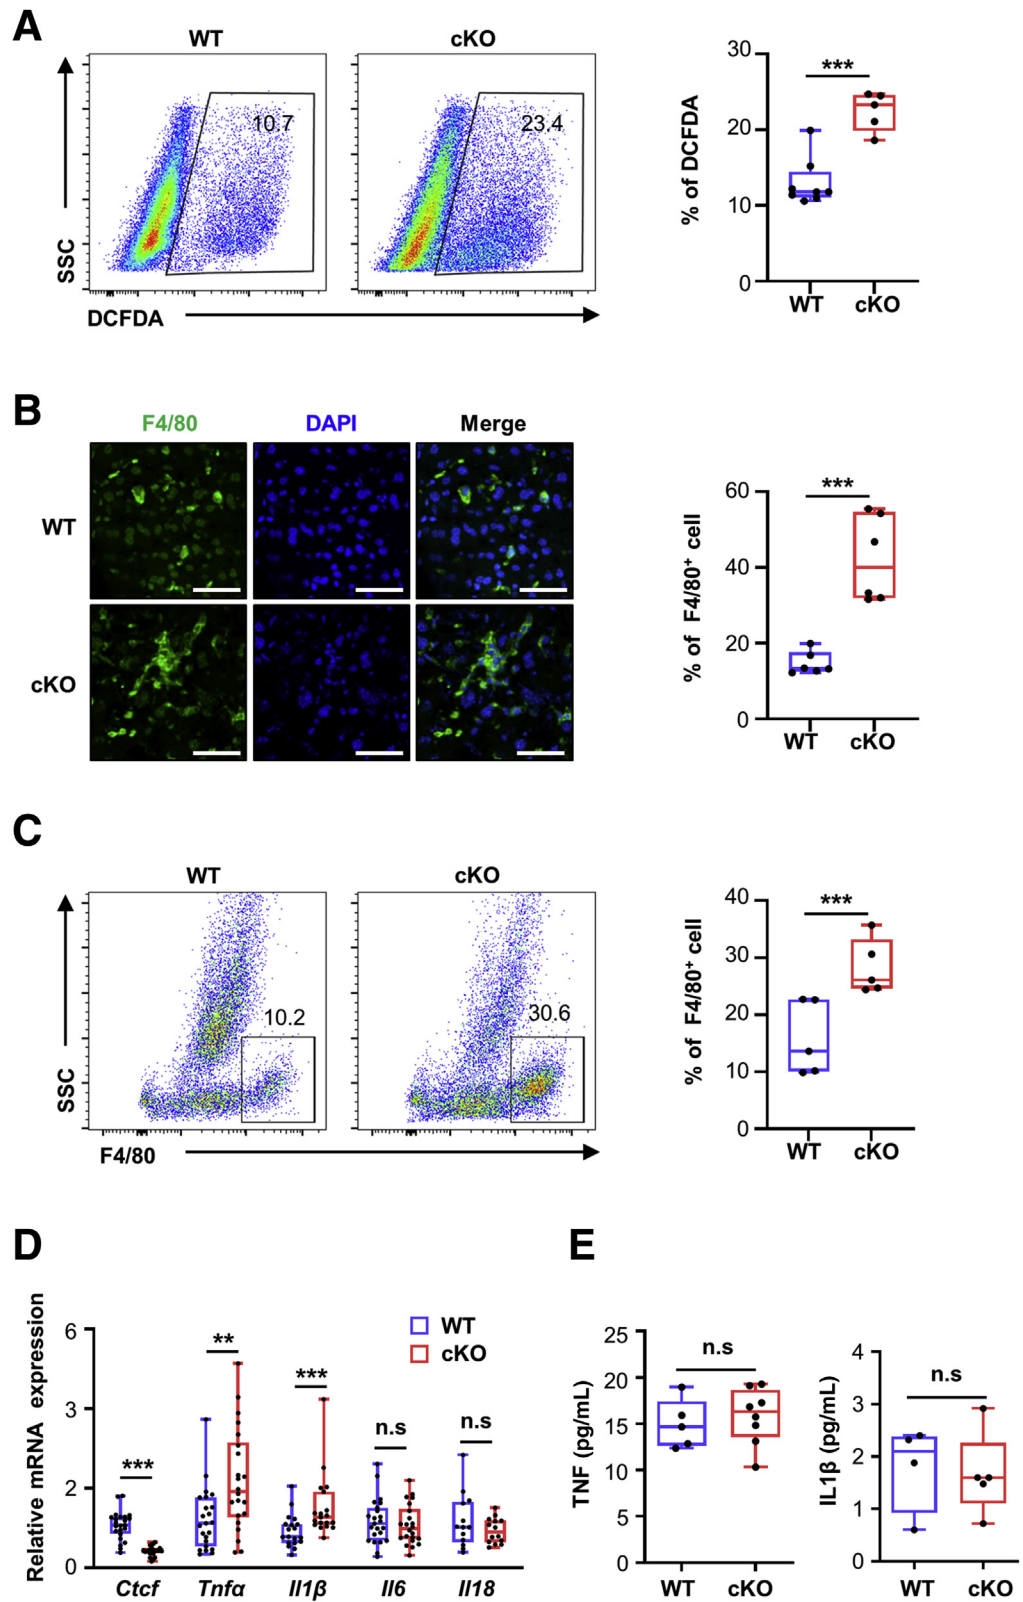 A
WT
cKO
10.7
23.4
SSC
DCFDA
% of DCFDA
30
20
10
0
***
WT
cKO
B
F4/80
DAPI
Merge
WT
cKO
% of F4/80+ cell
60
40
20
0
***
WT
cKO
C
WT
cKO
10.2
30.6
SSC
F4/80
% of F4/80+ cell
40
30
20
10
0
***
WT
cKO
D
Relative mRNA expression
6
3
2
0
***
**
***
n.s
n.s
WT
cKO
Ctcf
Tnfα
Il1β
Il6
Il18
E
TNF (pg/mL)
25
20
15
10
5
0
n.s
WT
cKO
IL1β (pg/mL)
4
3
2
1
0
n.s
WT
cKO